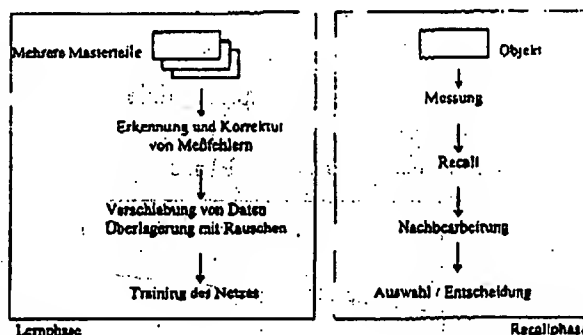 Mehrere Masterteile
Erkennung und Korrektur
von Meßfehlern
Verschiebung von Daten
Überlagerung mit Rauschen
Training des Netzes
Lernphase
Objekt
Messung
Recall
Nachbearbeitung
Auswahl / Entscheidung
Recallphase